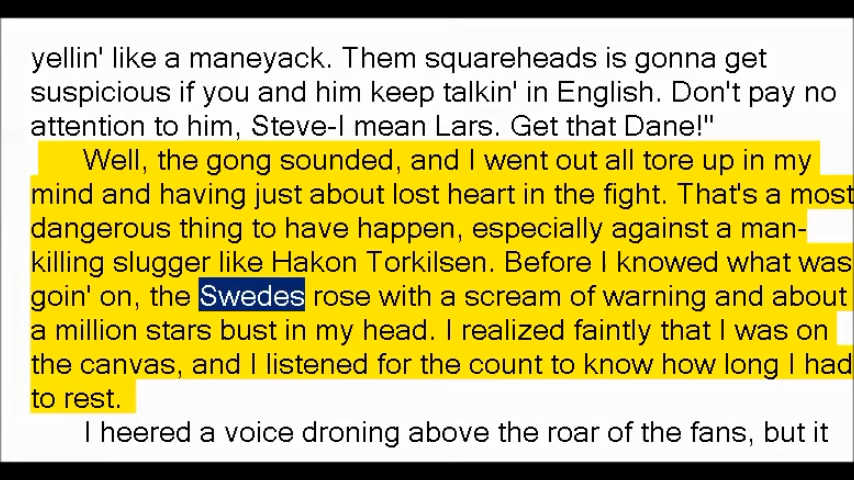 yellin' like a maneyack. Them squareheads is gonna get
suspicious if you and him keep talkin' in English. Don't pay no
attention to him, Steve-I mean Lars. Get that Dane!"
Well, the gong sounded, and I went out all tore up in my
mind and having just about lost heart in the fight. That's a most
dangerous thing to have happen, especially against a man-
killing slugger like Hakon Torkilsen. Before I knowed what was
goin' on, the Swedes rose with a scream of warning and about
a million stars bust in my head. I realized faintly that I was on
the canvas, and I listened for the count to know how long I had
to rest.
I heered a voice droning above the roar of the fans, but it